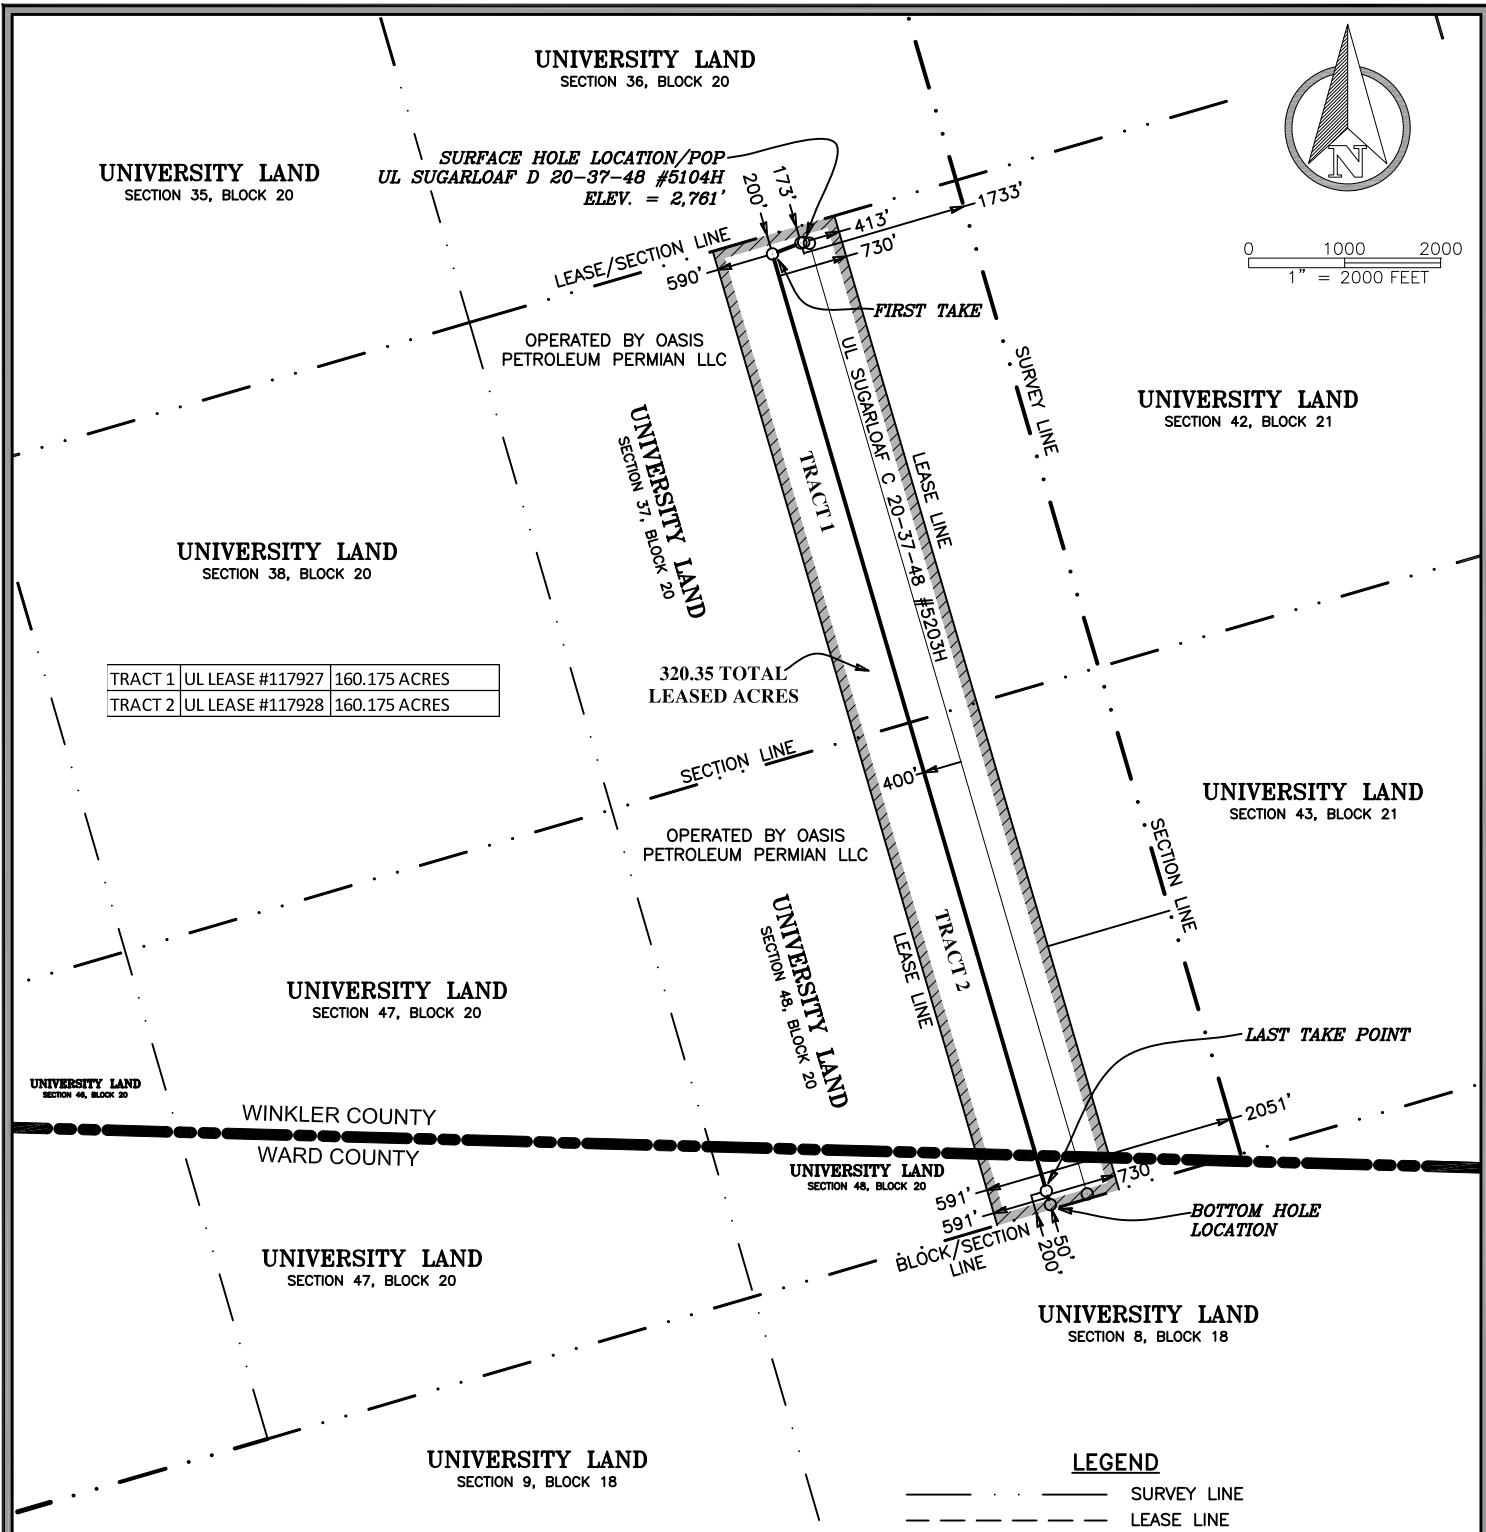 UNIVERSITY LAND
SECTION 36, BLOCK 20
UNIVERSITY LAND
SECTION 35, BLOCK 20
SURFACE HOLE LOCATION/POP
UL SUGARLOAF D 20-37-48 #5104H
ELEV. = 2,761'
200'
173'
1733'
413'
730'
N
0 1000 2000
1" = 2000 FEET
LEASE/SECTION LINE
590'
FIRST TAKE
OPERATED BY OASIS
PETROLEUM PERMIAN LLC
UL SUGARLOAF C 20-37-48 #5203H
SURVEY LINE
UNIVERSITY LAND
SECTION 42, BLOCK 21
UNIVERSITY LAND
SECTION 37, BLOCK 20
TRACT 1
LEASE LINE
UNIVERSITY LAND
SECTION 38, BLOCK 20
TRACT 1 UL LEASE #117927 160.175 ACRES
TRACT 2 UL LEASE #117928 160.175 ACRES
320.35 TOTAL
LEASED ACRES
SECTION LINE
400'
UNIVERSITY LAND
SECTION 43, BLOCK 21
OPERATED BY OASIS
PETROLEUM PERMIAN LLC
SECTION LINE
UNIVERSITY LAND
SECTION 48, BLOCK 20
LEASE LINE
TRACT 2
UNIVERSITY LAND
SECTION 47, BLOCK 20
LAST TAKE POINT
UNIVERSITY LAND
SECTION 46, BLOCK 20
WINKLER COUNTY
WARD COUNTY
2051'
UNIVERSITY LAND
SECTION 48, BLOCK 20
730'
591'
591'
BOTTOM HOLE
LOCATION
BLOCK/SECTION
LINE
50'
200'
UNIVERSITY LAND
SECTION 47, BLOCK 20
UNIVERSITY LAND
SECTION 8, BLOCK 18
UNIVERSITY LAND
SECTION 9, BLOCK 18
LEGEND
SURVEY LINE
LEASE LINE